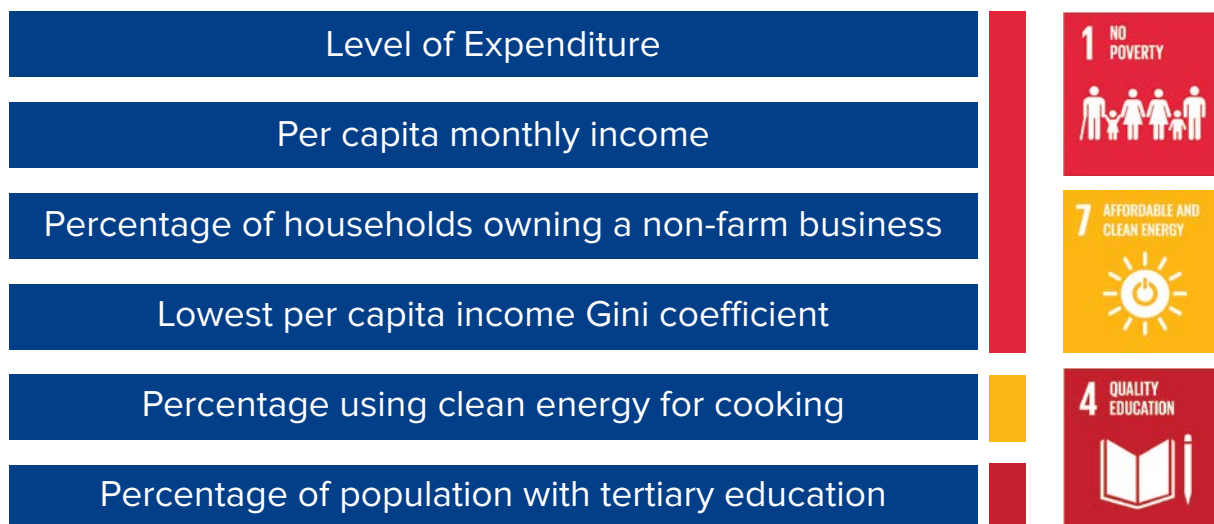 Level of Expenditure
Per capita monthly income
Percentage of households owning a non-farm business
Lowest per capita income Gini coefficient
Percentage using clean energy for cooking
Percentage of population with tertiary education
1 NO
POVERTY
7 AFFORDABLE AND
CLEAN ENERGY
4 QUALITY
EDUCATION